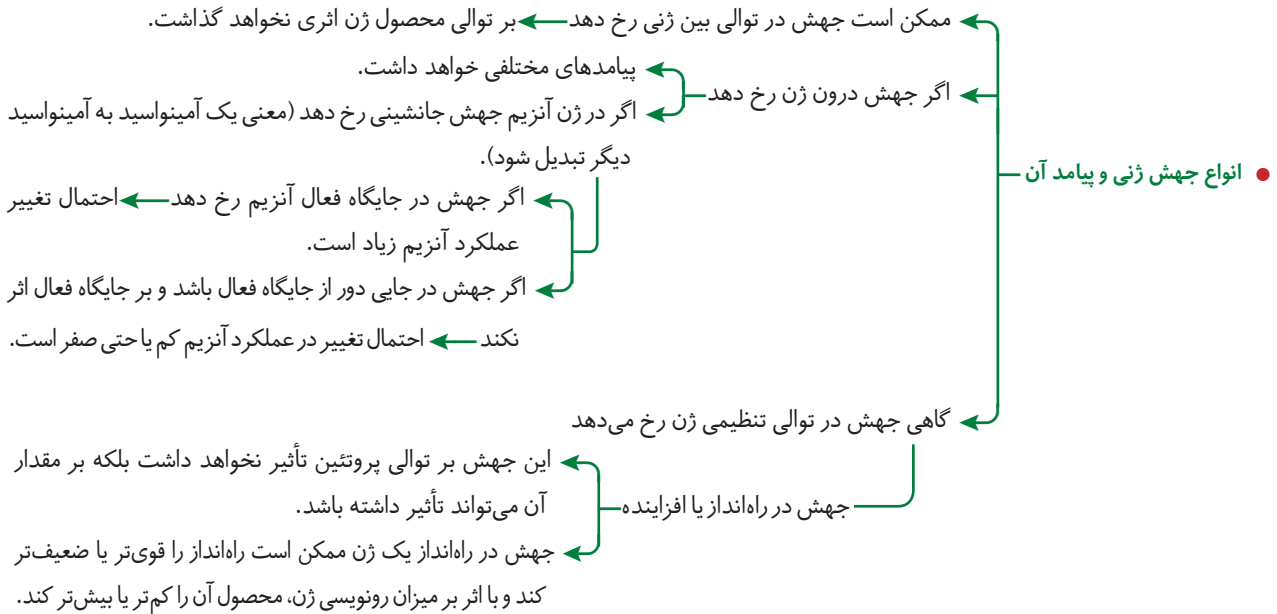 انواع جهش ژنی و پیامد آن
ممکن است جهش در توالی بین ژنی رخ دهد
بر توالی محصول ژن اثری نخواهد گذاشت.
اگر جهش درون ژن رخ دهد
پیامدهای مختلفی خواهد داشت.
اگر در ژن آنزیم جهش جانشینی رخ دهد (معنی یک آمینواسید به آمینواسید
دیگر تبدیل شود).
اگر جهش در جایگاه فعال آنزیم رخ دهد
احتمال تغییر
عملکرد آنزیم زیاد است.
اگر جهش در جایی دور از جایگاه فعال باشد و بر جایگاه فعال اثر
نکند
احتمال تغییر در عملکرد آنزیم کم یا حتی صفر است.
گاهی جهش در توالی تنظیمی ژن رخ می‌دهد
جهش در راه‌انداز یا افزاینده
این جهش بر توالی پروتئین تأثیر نخواهد داشت بلکه بر مقدار
آن می‌تواند تأثیر داشته باشد.
جهش در راه‌انداز یک ژن ممکن است راه‌انداز را قوی‌تر یا ضعیف‌تر
کند و با اثر بر میزان رونویسی ژن، محصول آن را کم‌تر یا بیش‌تر کند.